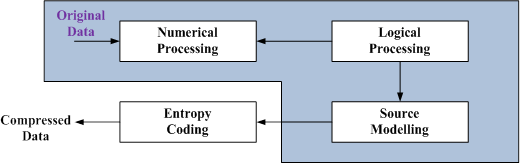 Original
Data
Numerical
Processing
Logical
Processing
Compressed
Data
Entropy
Coding
Source
Modelling